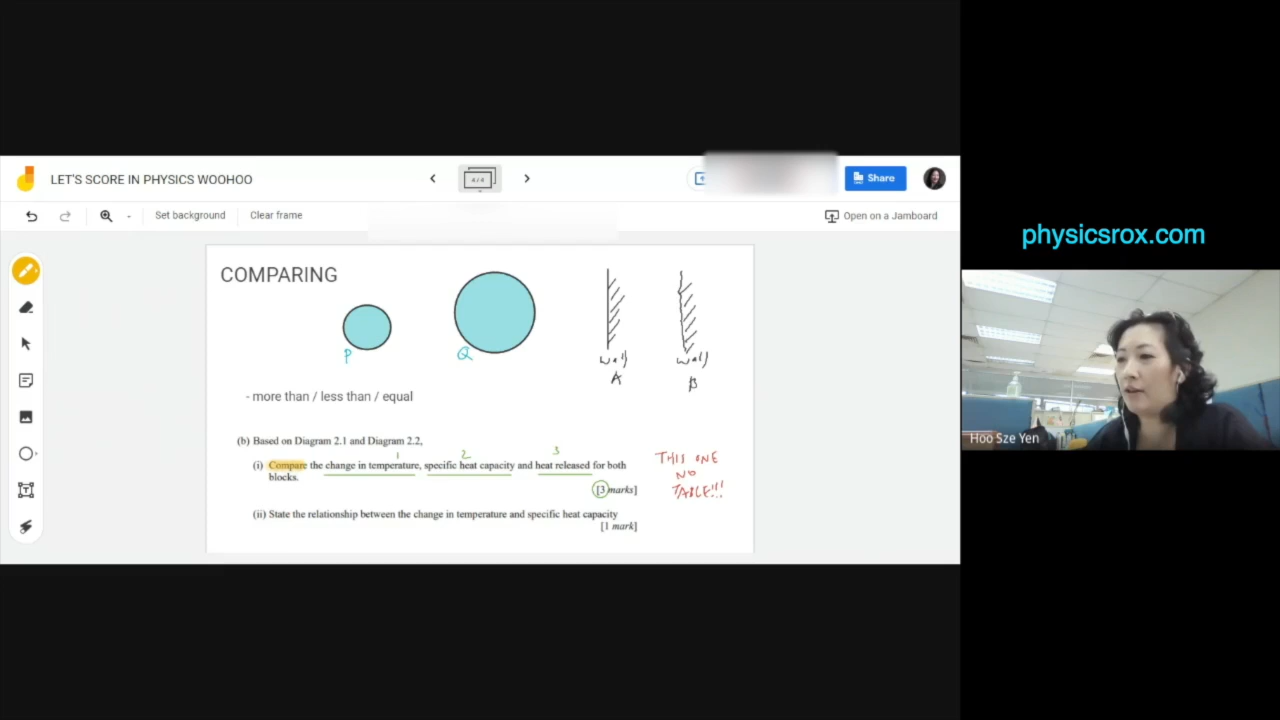 LET'S SCORE IN PHYSICS WOOHOO
4 / 4
Share
Set background
Clear frame
Open on a Jamboard
physicsrox.com
COMPARING
P
Q
wall
A
wall
B
- more than / less than / equal
(b) Based on Diagram 2.1 and Diagram 2.2,
1 2 3
(i) Compare the change in temperature, specific heat capacity and heat released for both
blocks.
[3 marks]
THIS ONE
NO
TABLE!!!
(ii) State the relationship between the change in temperature and specific heat capacity
[1 mark]
Hoo Sze Yen